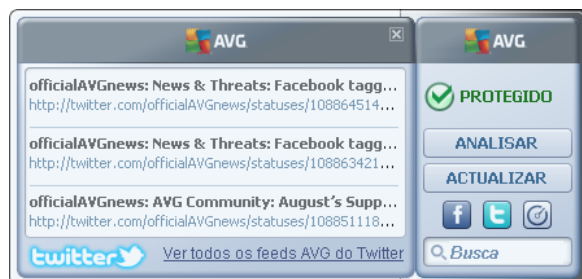 AVG
officialAVGnews: News & Threats: Facebook tagg...
http://twitter.com/officialAVGnews/statuses/108864514...
officialAVGnews: News & Threats: Facebook tagg...
http://twitter.com/officialAVGnews/statuses/108863421...
officialAVGnews: AVG Community: August's Supp...
http://twitter.com/officialAVGnews/statuses/108851118...
twitter
Ver todos os feeds AVG do Twitter
AVG
PROTEGIDO
ANALISAR
ACTUALIZAR
f t
Busca